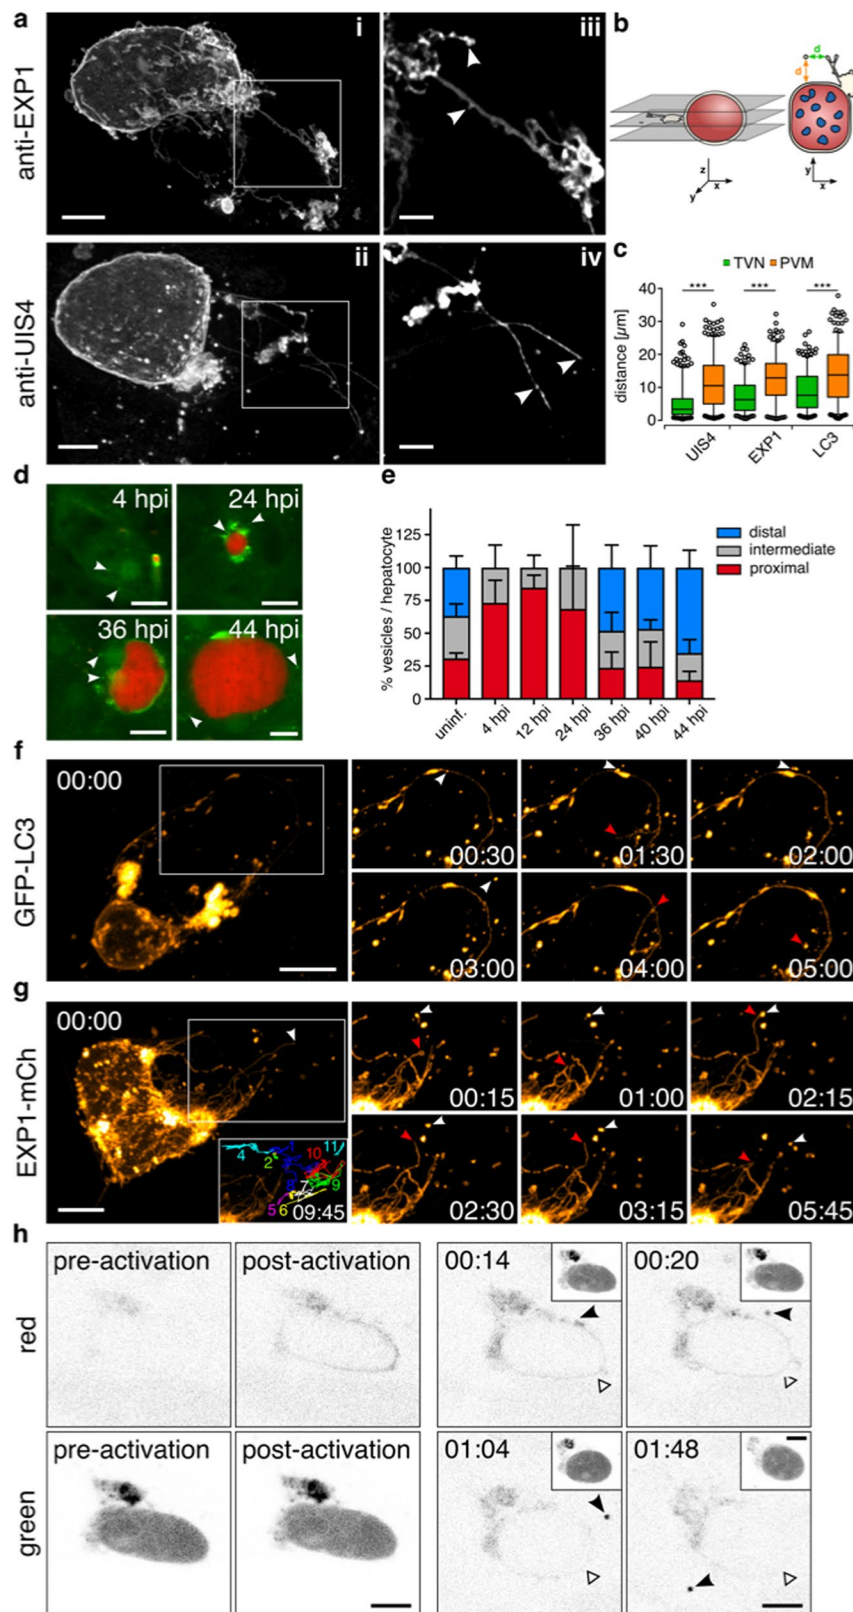 a
i
iii
b
anti-EXP1
d
d
z
x
y
y
x
ii
iv
anti-UIS4
c
TVN PVM
*** *** ***
distance [µm]
40
30
20
10
0
UIS4 EXP1 LC3
d
4 hpi
24 hpi
36 hpi
44 hpi
e
% vesicles / hepatocyte
125
100
75
50
25
0
uninf. 4 hpi 12 hpi 24 hpi 36 hpi 40 hpi 44 hpi
distal
intermediate
proximal
f
GFP-LC3
00:00
00:30
01:30
02:00
03:00
04:00
05:00
g
EXP1-mCh
00:00
4 1 11
2 10
8 7 9
5 6 09:45
00:15
01:00
02:15
02:30
03:15
05:45
h
red
pre-activation
post-activation
00:14
00:20
green
pre-activation
post-activation
01:04
01:48